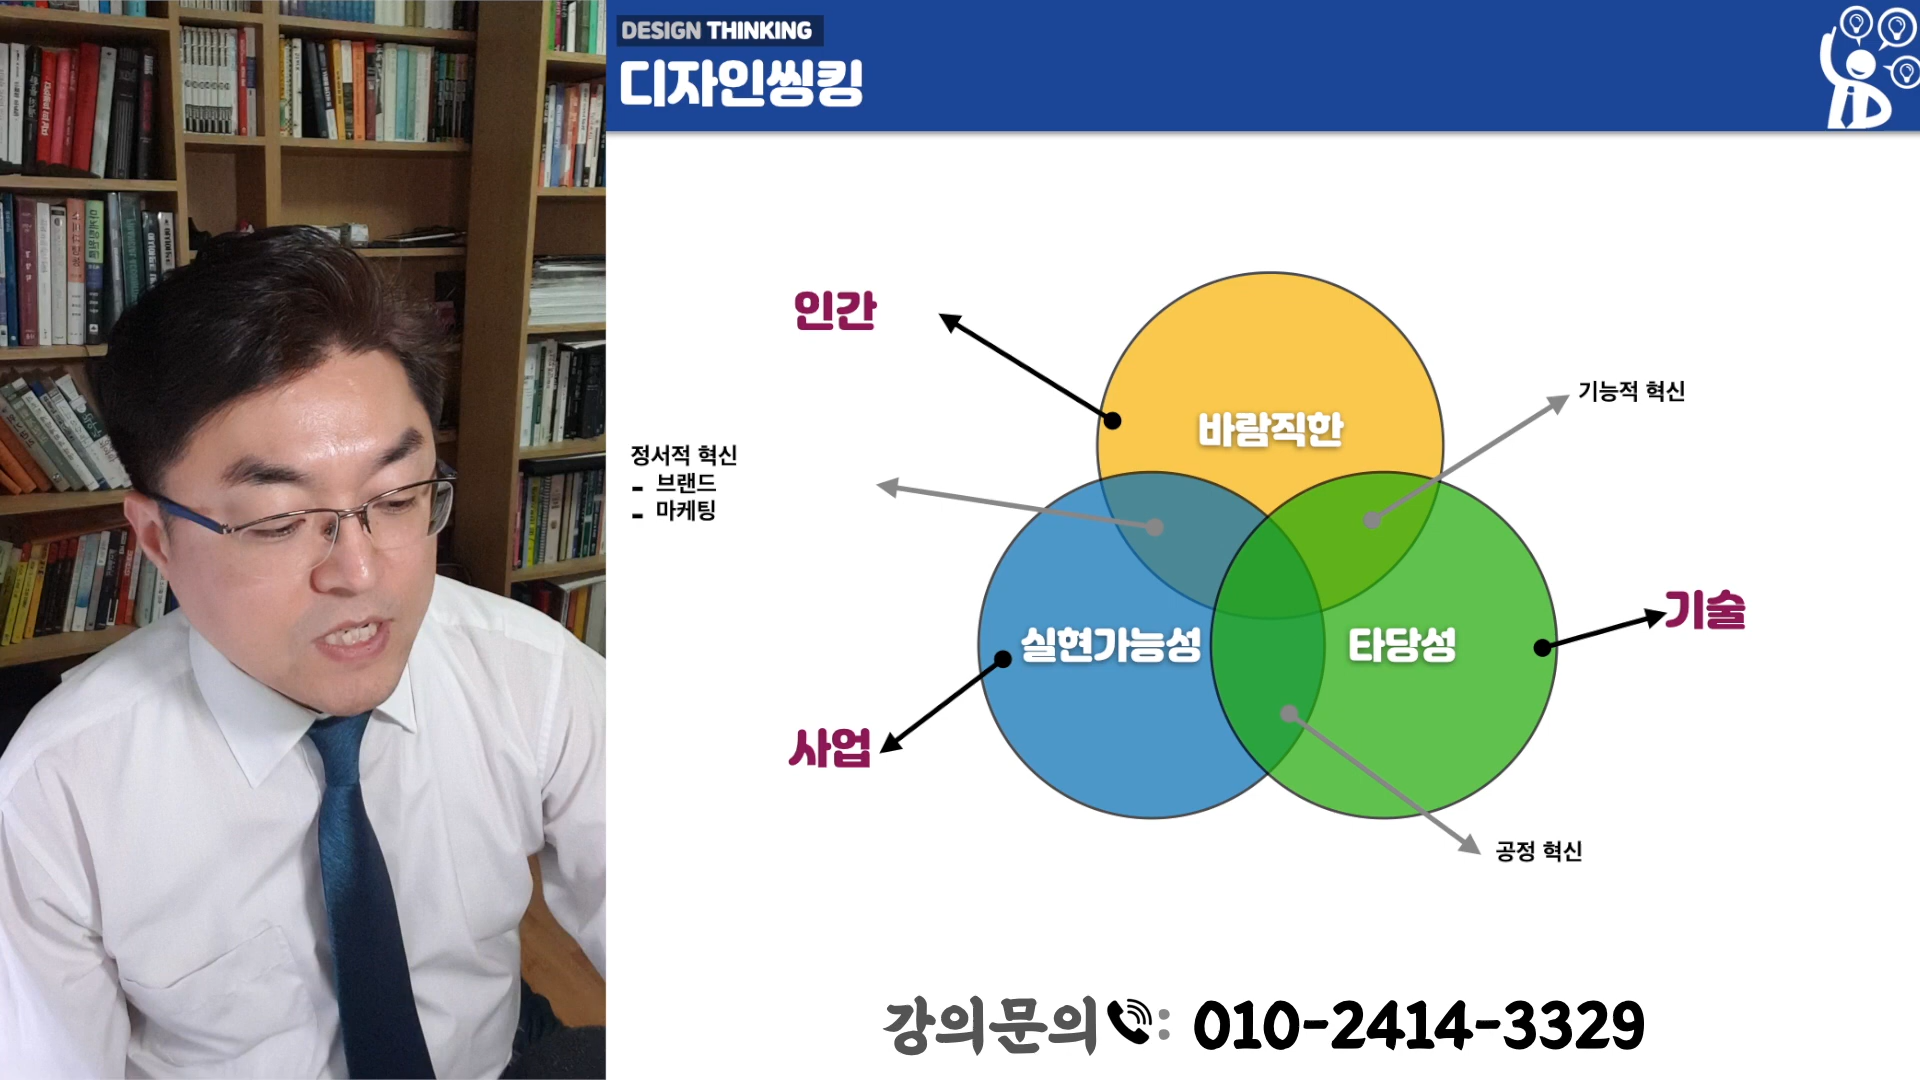 DESIGN THINKING
디자인씽킹
인간
바람직한
기능적 혁신
정서적 혁신
- 브랜드
- 마케팅
실현가능성
타당성
기술
사업
공정 혁신
강의문의 : 010-2414-3329